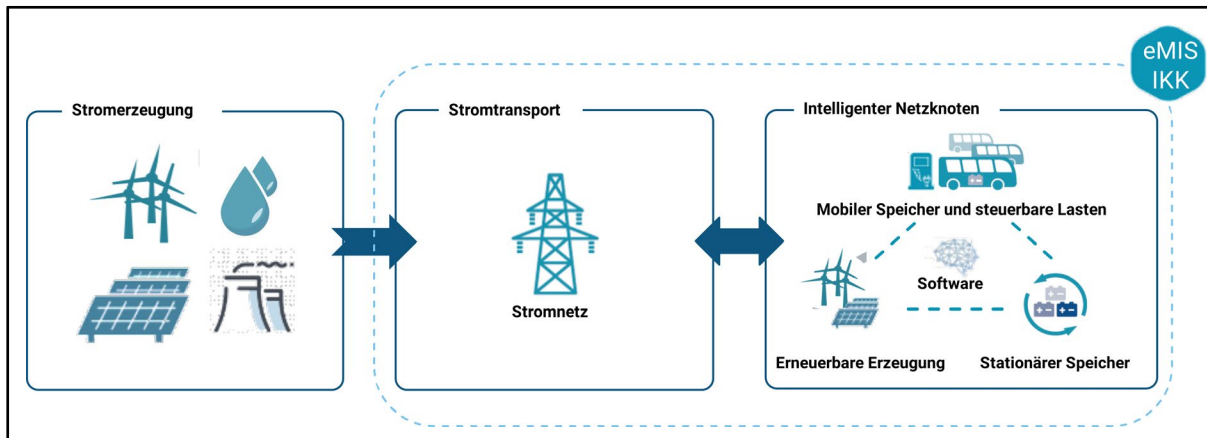 eMIS
IKK
Stromerzeugung
Stromtransport
Intelligenter Netzknoten
Mobiler Speicher und steuerbare Lasten
Software
Stromnetz
Erneuerbare Erzeugung
Stationärer Speicher